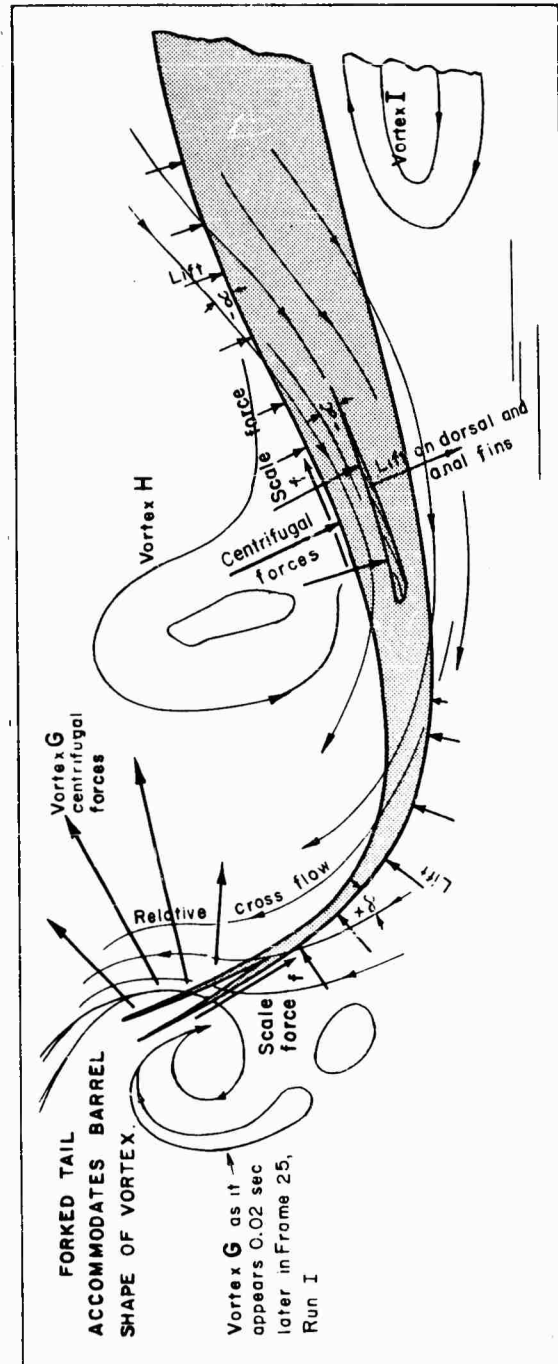 FORKED TAIL
ACCOMMODATES BARREL
SHAPE OF VORTEX.
Vortex G as it
appears 0.02 sec
later in Frame 25,
Run I
Vortex G
centrifugal
forces
Relative cross flow
Scale
force
f
Lift
+α
Vortex H
Centrifugal
forces
Scale force
f
Lift
-α
-α
Lift on dorsal and
anal fins
Vortex I